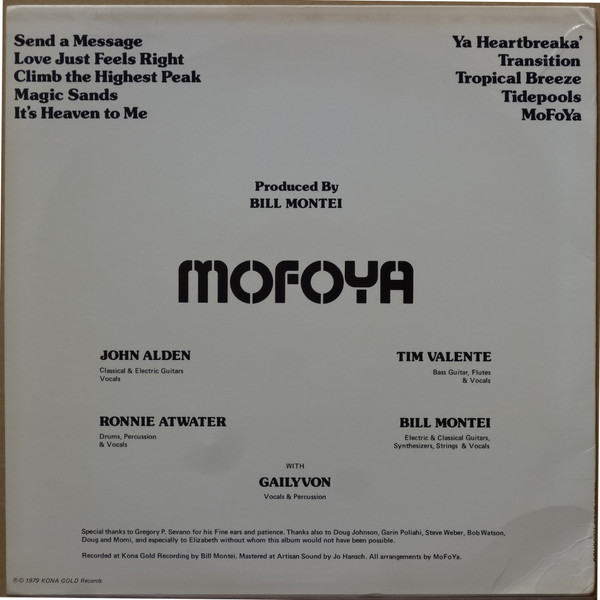 Send a Message
Love Just Feels Right
Climb the Highest Peak
Magic Sands
It's Heaven to Me
Ya Heartbreaka'
Transition
Tropical Breeze
Tidepools
MoFoYa
Produced By
BILL MONTEI
MOFOYA
JOHN ALDEN
Classical & Electric Guitars
Vocals
TIM VALENTE
Bass Guitar, Flutes
& Vocals
RONNIE ATWATER
Drums, Percussion
& Vocals
BILL MONTEI
Electric & Classical Guitars,
Synthesizers, Strings & Vocals
WITH
GAILYVON
Vocals & Percussion
Special thanks to Gregory P. Sevano for his Fine ears and patience. Thanks also to Doug Johnson, Garin Poliahi, Steve Weber, Bob Watson,
Doug and Momi, and especially to Elizabeth without whom this album would not have been possible.
Recorded at Kona Gold Recording by Bill Montei. Mastered at Artisan Sound by Jo Hansch. All arrangements by MoFoYa.
℗© 1979 KONA GOLD Records